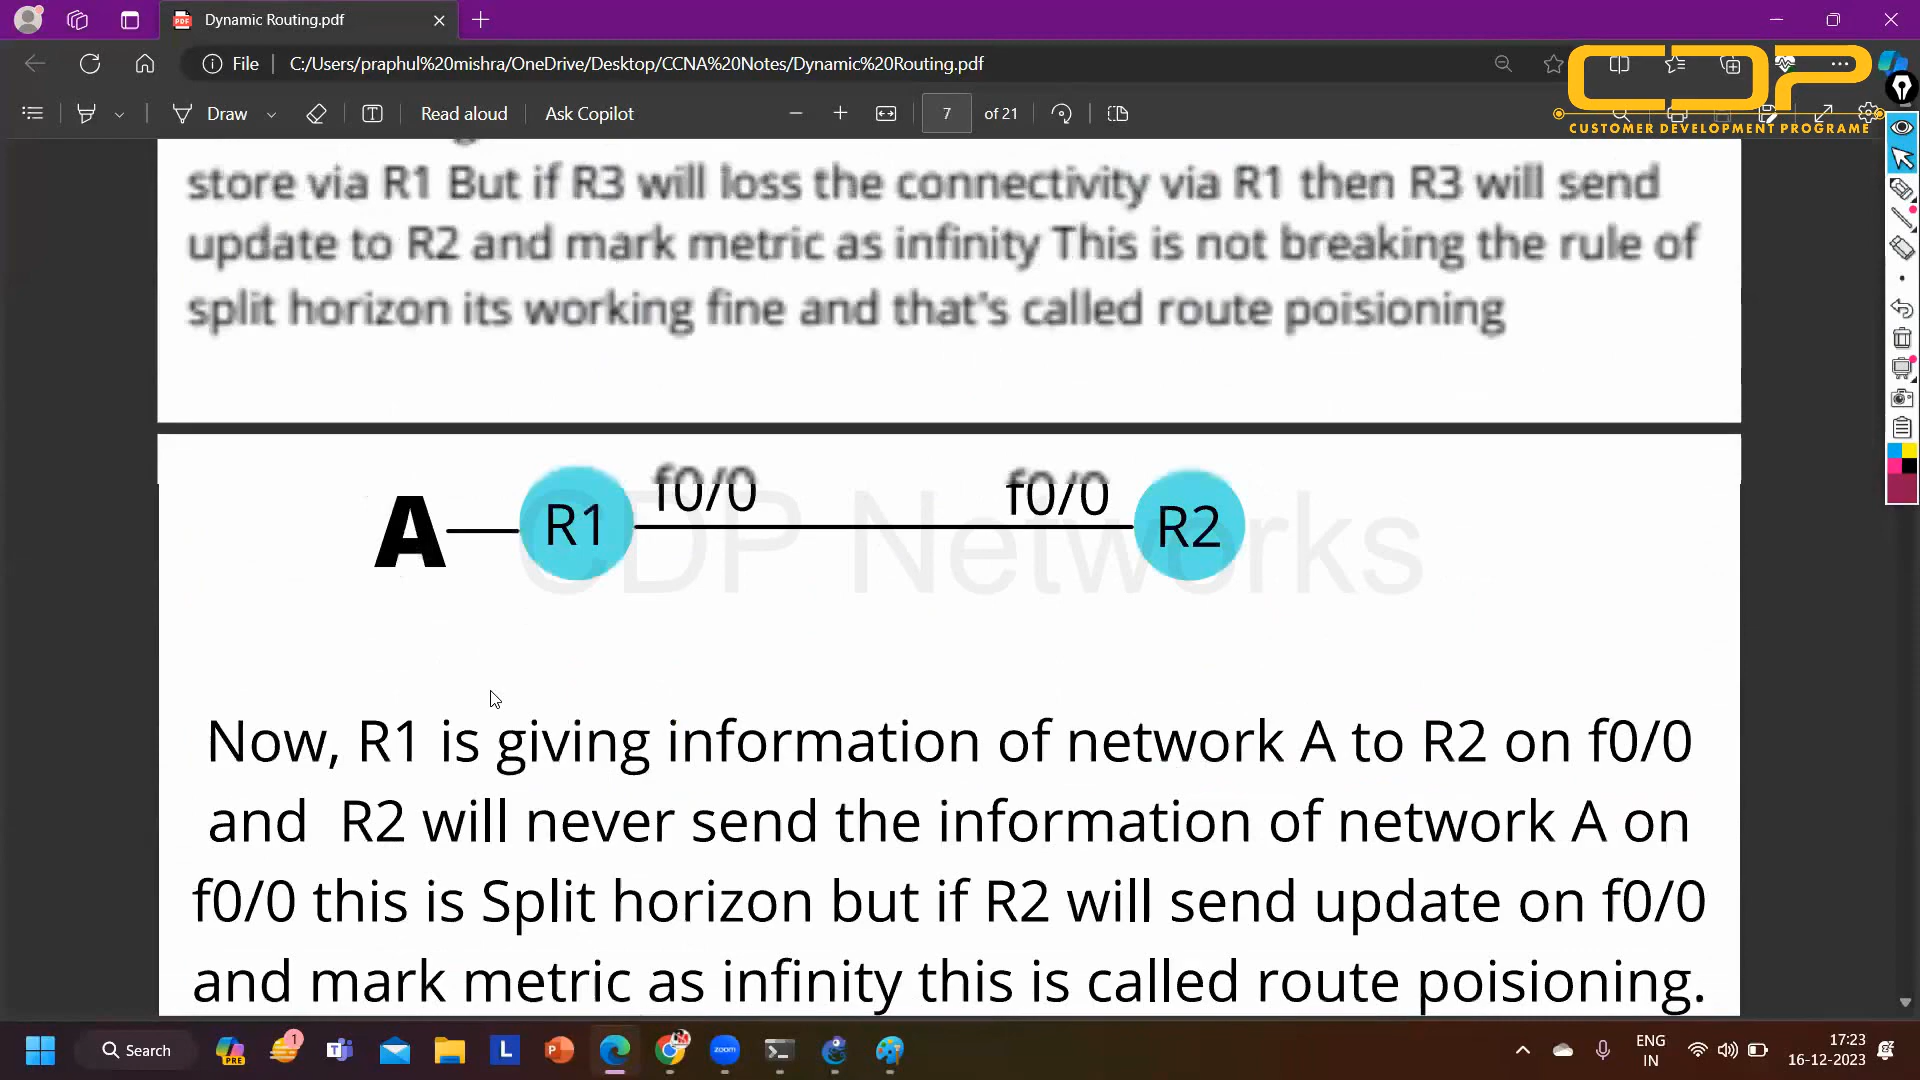 Dynamic Routing.pdf
File
C:/Users/praphul%20mishra/OneDrive/Desktop/CCNA%20Notes/Dynamic%20Routing.pdf
CDP
CUSTOMER DEVELOPMENT PROGRAME
Draw
Read aloud
Ask Copilot
7
of 21
store via R1 But if R3 will loss the connectivity via R1 then R3 will send
update to R2 and mark metric as infinity This is not breaking the rule of
split horizon its working fine and that's called route poisioning
A
R1
f0/0
f0/0
R2
CDP Networks
Now, R1 is giving information of network A to R2 on f0/0
and R2 will never send the information of network A on
f0/0 this is Split horizon but if R2 will send update on f0/0
and mark metric as infinity this is called route poisioning.
Search
PRE
1
L
zoom
ENG
IN
17:23
16-12-2023